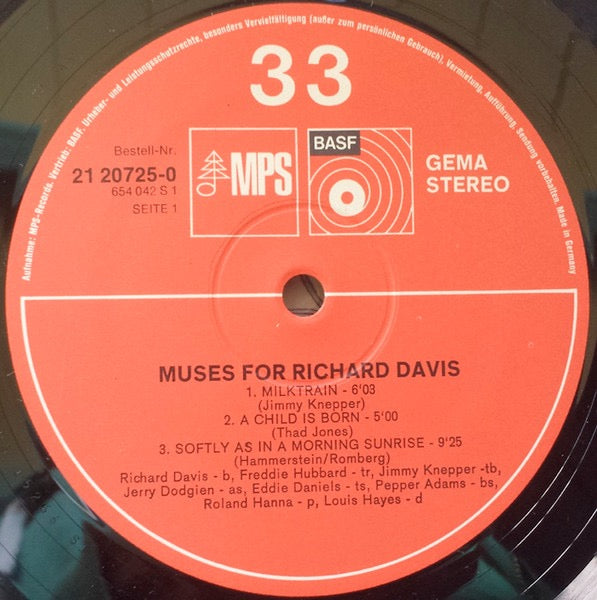 Aufnahme: MPS-Records. Vertrieb: BASF. Urheber- und Leistungsschutzrechte, besonders Vervielfältigung (außer zum persönlichen Gebrauch), Vermietung, Aufführung, Sendung vorbehalten. Made in Germany
33
Bestell-Nr.
21 20725-0
654 042 S 1
SEITE 1
MPS
BASF
GEMA
STEREO
MUSES FOR RICHARD DAVIS
1. MILKTRAIN - 6'03
(Jimmy Knepper)
2. A CHILD IS BORN - 5'00
(Thad Jones)
3. SOFTLY AS IN A MORNING SUNRISE - 9'25
(Hammerstein/Romberg)
Richard Davis - b, Freddie Hubbard - tr, Jimmy Knepper -tb,
Jerry Dodgien - as, Eddie Daniels - ts, Pepper Adams - bs,
Roland Hanna - p, Louis Hayes - d